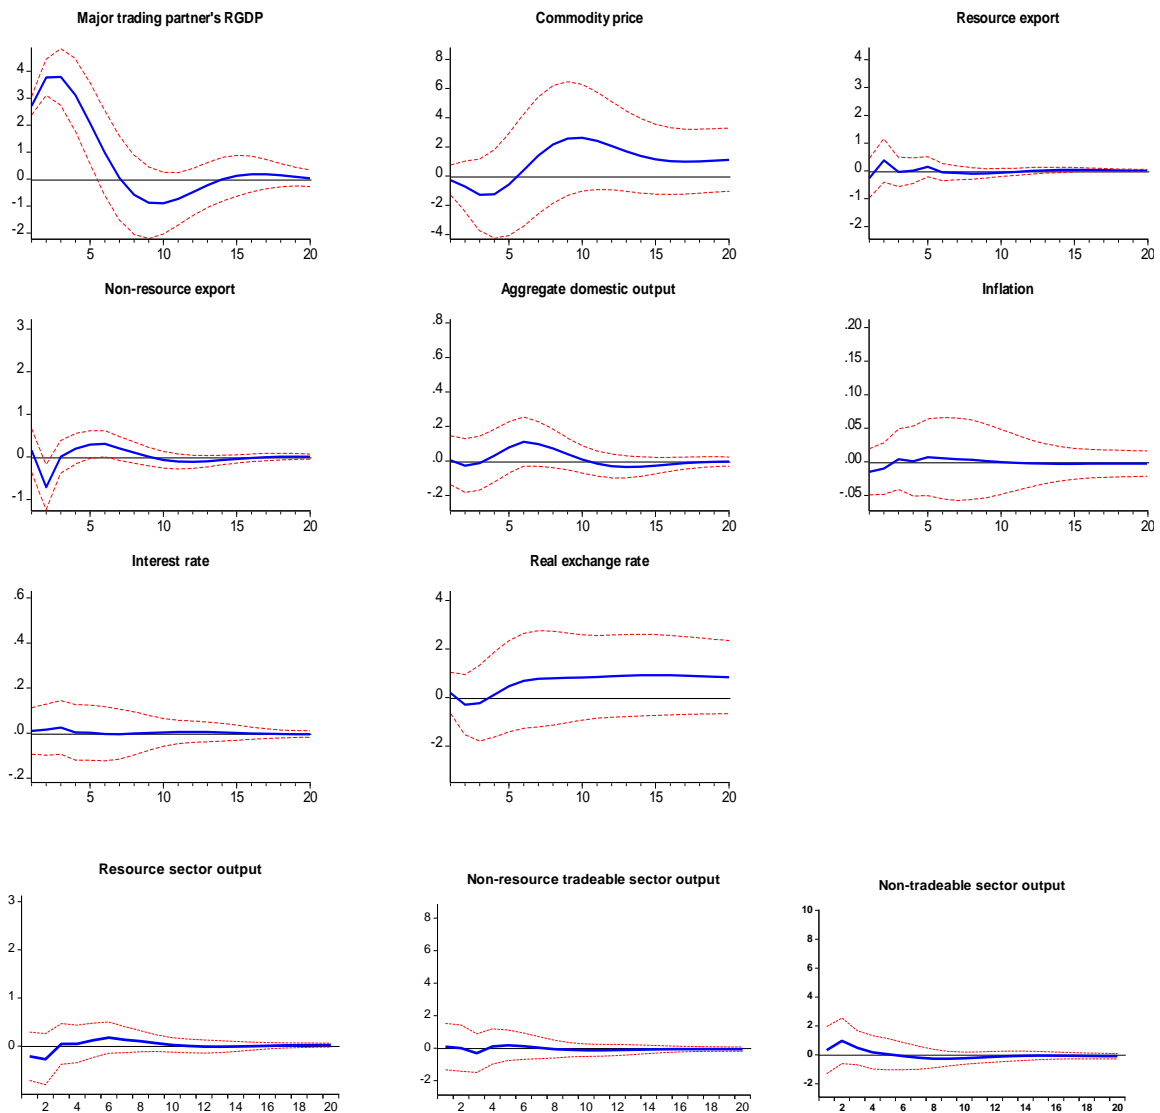 Major trading partner's RGDP
Commodity price
Resource export
4
3
2
1
0
-1
-2
5 10 15 20
8
6
4
2
0
-2
-4
5 10 15 20
4
3
2
1
0
-1
-2
5 10 15 20
Non-resource export
Aggregate domestic output
Inflation
3
2
1
0
-1
5 10 15 20
.8
.6
.4
.2
.0
-.2
5 10 15 20
.20
.15
.10
.05
.00
-.05
5 10 15 20
Interest rate
Real exchange rate
.6
.4
.2
.0
-.2
5 10 15 20
4
2
0
-2
5 10 15 20
Resource sector output
Non-resource tradeable sector output
Non-tradeable sector output
3
2
1
0
2 4 6 8 10 12 14 16 18 20
8
6
4
2
0
-2
2 4 6 8 10 12 14 16 18 20
10
8
6
4
2
0
-2
2 4 6 8 10 12 14 16 18 20